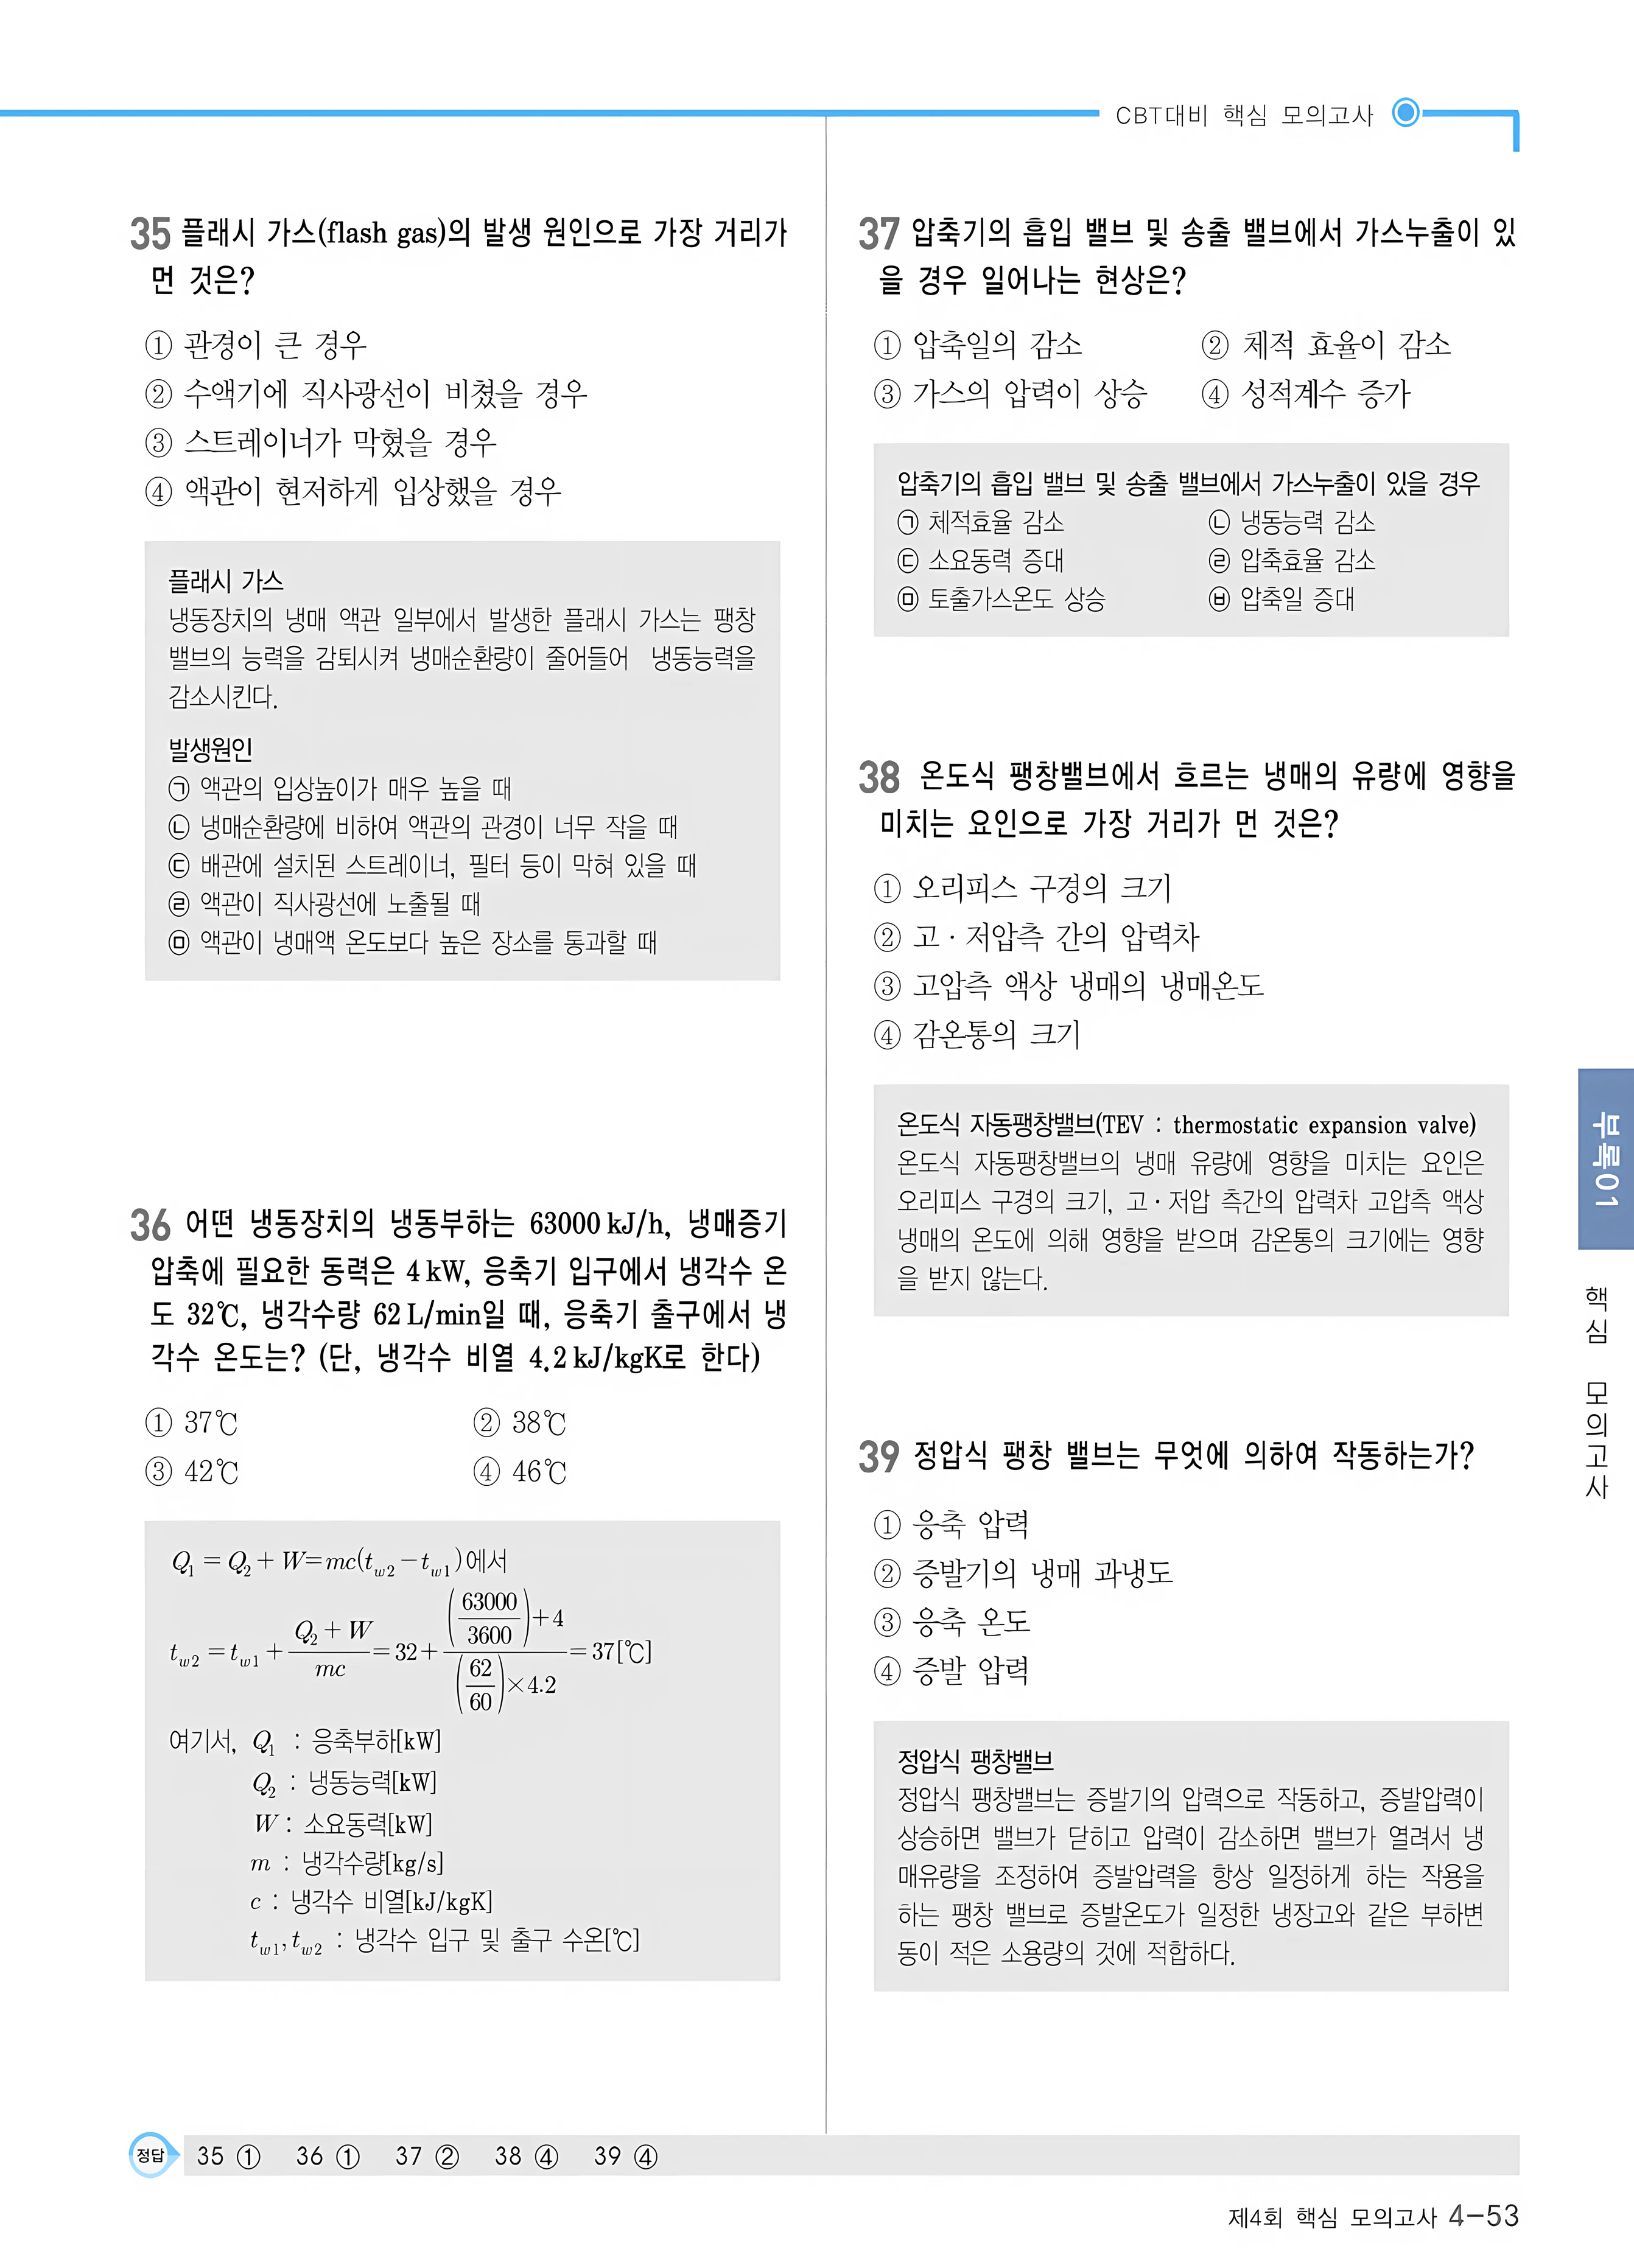 CBT대비 핵심 모의고사
35 플래시 가스(flash gas)의 발생 원인으로 가장 거리가
먼 것은?
① 관경이 큰 경우
② 수액기에 직사광선이 비쳤을 경우
③ 스트레이너가 막혔을 경우
④ 액관이 현저하게 입상했을 경우
플래시 가스
냉동장치의 냉매 액관 일부에서 발생한 플래시 가스는 팽창
밸브의 능력을 감퇴시켜 냉매순환량이 줄어들어 냉동능력을
감소시킨다.
발생원인
㉠ 액관의 입상높이가 매우 높을 때
㉡ 냉매순환량에 비하여 액관의 관경이 너무 작을 때
㉢ 배관에 설치된 스트레이너, 필터 등이 막혀 있을 때
㉣ 액관이 직사광선에 노출될 때
㉤ 액관이 냉매액 온도보다 높은 장소를 통과할 때
36 어떤 냉동장치의 냉동부하는 63000 kJ/h, 냉매증기
압축에 필요한 동력은 4 kW, 응축기 입구에서 냉각수 온
도 32℃, 냉각수량 62 L/min일 때, 응축기 출구에서 냉
각수 온도는? (단, 냉각수 비열 4.2 kJ/kgK로 한다)
① 37℃ ② 38℃
③ 42℃ ④ 46℃
Q₁ = Q₂ + W = mc(t_w2 − t_w1)에서
t_w2 = t_w1 + (Q₂ + W)/mc = 32 + ((63000/3600) + 4)/((62/60) × 4.2) = 37[℃]
여기서, Q₁ : 응축부하[kW]
Q₂ : 냉동능력[kW]
W : 소요동력[kW]
m : 냉각수량[kg/s]
c : 냉각수 비열[kJ/kgK]
t_w1, t_w2 : 냉각수 입구 및 출구 수온[℃]
37 압축기의 흡입 밸브 및 송출 밸브에서 가스누출이 있
을 경우 일어나는 현상은?
① 압축일의 감소 ② 체적 효율이 감소
③ 가스의 압력이 상승 ④ 성적계수 증가
압축기의 흡입 밸브 및 송출 밸브에서 가스누출이 있을 경우
㉠ 체적효율 감소 ㉡ 냉동능력 감소
㉢ 소요동력 증대 ㉣ 압축효율 감소
㉤ 토출가스온도 상승 ㉥ 압축일 증대
38 온도식 팽창밸브에서 흐르는 냉매의 유량에 영향을
미치는 요인으로 가장 거리가 먼 것은?
① 오리피스 구경의 크기
② 고·저압측 간의 압력차
③ 고압측 액상 냉매의 냉매온도
④ 감온통의 크기
온도식 자동팽창밸브(TEV : thermostatic expansion valve)
온도식 자동팽창밸브의 냉매 유량에 영향을 미치는 요인은
오리피스 구경의 크기, 고·저압 측간의 압력차 고압측 액상
냉매의 온도에 의해 영향을 받으며 감온통의 크기에는 영향
을 받지 않는다.
39 정압식 팽창 밸브는 무엇에 의하여 작동하는가?
① 응축 압력
② 증발기의 냉매 과냉도
③ 응축 온도
④ 증발 압력
정압식 팽창밸브
정압식 팽창밸브는 증발기의 압력으로 작동하고, 증발압력이
상승하면 밸브가 닫히고 압력이 감소하면 밸브가 열려서 냉
매유량을 조정하여 증발압력을 항상 일정하게 하는 작용을
하는 팽창 밸브로 증발온도가 일정한 냉장고와 같은 부하변
동이 적은 소용량의 것에 적합하다.
부록01
핵심 모의고사
정답 35 ① 36 ① 37 ② 38 ④ 39 ④
제4회 핵심 모의고사 4-53